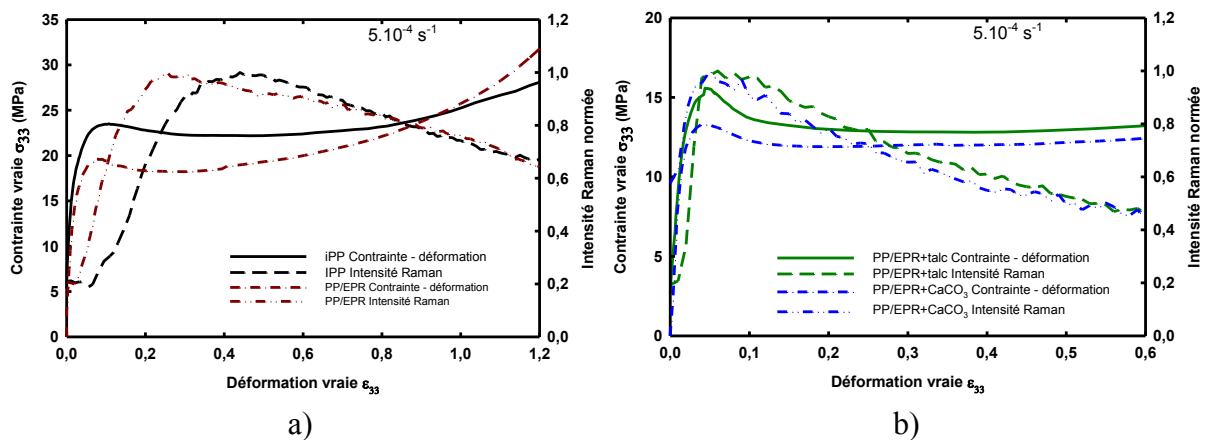 5.10-4 s-1
Contrainte vraie σ33 (MPa)
35
30
25
20
15
10
5
0
1,2
1,0
0,8
0,6
0,4
0,2
0,0
Intensité Raman normée
iPP Contrainte - déformation
IPP Intensité Raman
PP/EPR Contrainte - déformation
PP/EPR Intensité Raman
0,0 0,2 0,4 0,6 0,8 1,0 1,2
Déformation vraie ε33
a)
5.10-4 s-1
Contrainte vraie σ33 (MPa)
20
15
10
5
0
1,2
1,0
0,8
0,6
0,4
0,2
0,0
Intensité Raman normée
PP/EPR+talc Contrainte - déformation
PP/EPR+talc Intensité Raman
PP/EPR+CaCO3 Contrainte - déformation
PP/EPR+CaCO3 Intensité Raman
0,0 0,1 0,2 0,3 0,4 0,5 0,6
Déformation vraie ε33
b)